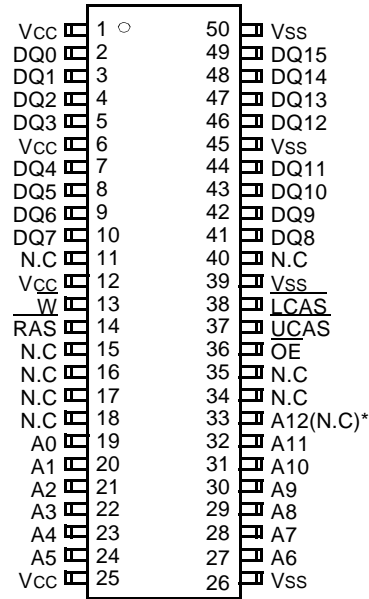 VCC 1 50 VSS
DQ0 2 49 DQ15
DQ1 3 48 DQ14
DQ2 4 47 DQ13
DQ3 5 46 DQ12
VCC 6 45 VSS
DQ4 7 44 DQ11
DQ5 8 43 DQ10
DQ6 9 42 DQ9
DQ7 10 41 DQ8
N.C 11 40 N.C
VCC 12 39 VSS
W 13 38 LCAS
RAS 14 37 UCAS
N.C 15 36 OE
N.C 16 35 N.C
N.C 17 34 N.C
N.C 18 33 A12(N.C)*
A0 19 32 A11
A1 20 31 A10
A2 21 30 A9
A3 22 29 A8
A4 23 28 A7
A5 24 27 A6
VCC 25 26 VSS